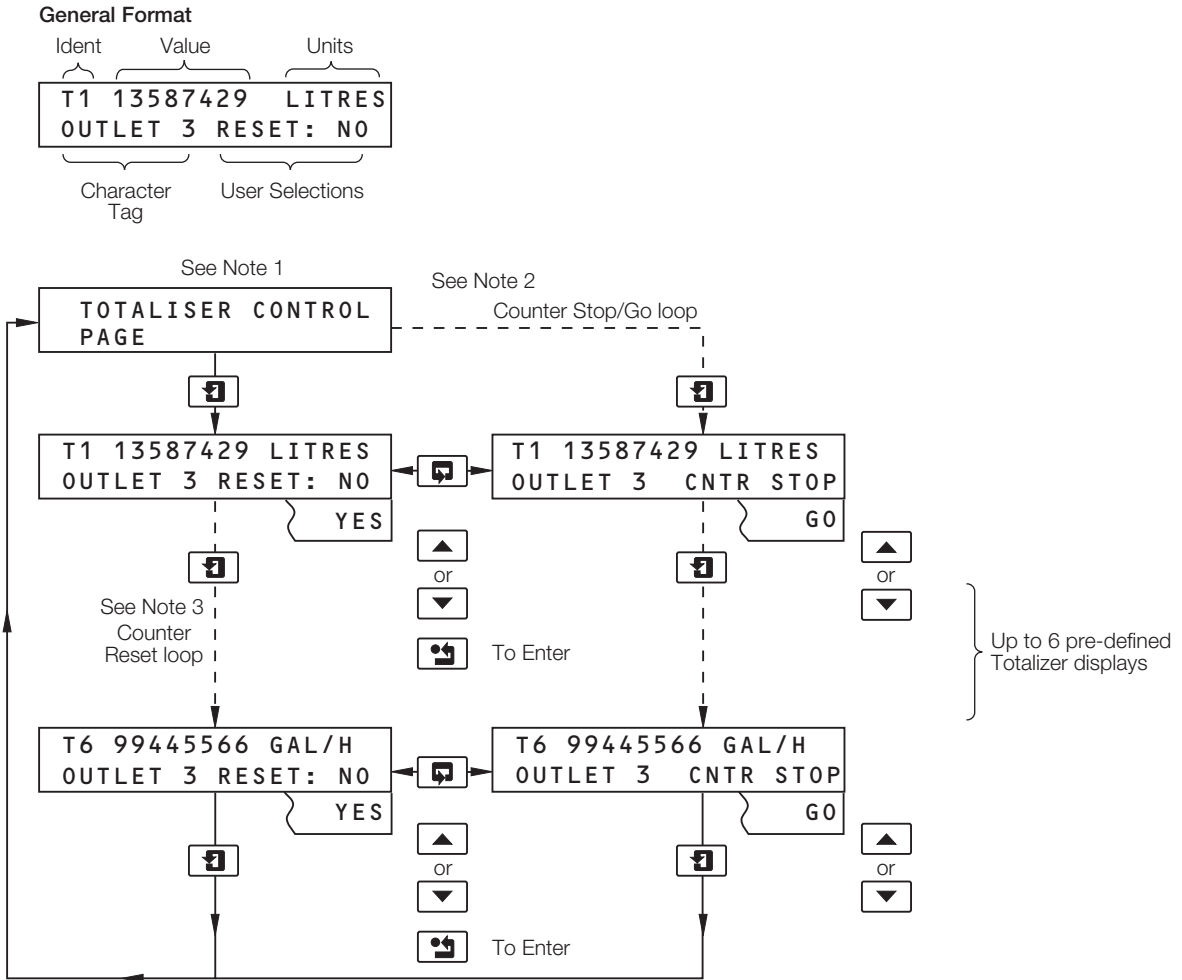 General Format
Ident Value Units
T1 13587429 LITRES
OUTLET 3 RESET: NO
Character
Tag
User Selections
See Note 1
See Note 2
TOTALISER CONTROL
PAGE
Counter Stop/Go loop
T1 13587429 LITRES
OUTLET 3 RESET: NO
YES
T1 13587429 LITRES
OUTLET 3 CNTR STOP
GO
or
or
See Note 3
Counter
Reset loop
To Enter
Up to 6 pre-defined
Totalizer displays
T6 99445566 GAL/H
OUTLET 3 RESET: NO
YES
T6 99445566 GAL/H
OUTLET 3 CNTR STOP
GO
or
or
To Enter